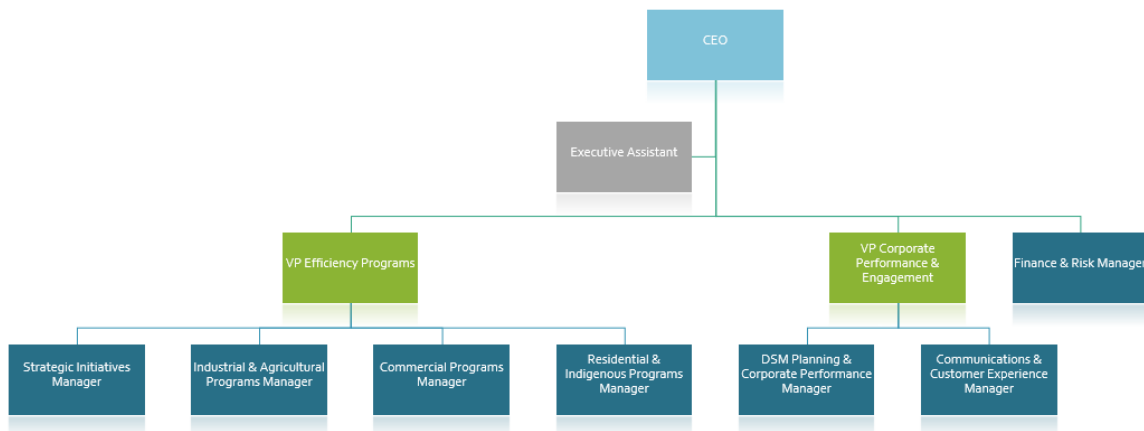 CEO
Executive Assistant
VP Efficiency Programs
VP Corporate
Performance &
Engagement
Finance & Risk Manager
Strategic Initiatives
Manager
Industrial & Agricultural
Programs Manager
Commercial Programs
Manager
Residential &
Indigenous Programs
Manager
DSM Planning &
Corporate Performance
Manager
Communications &
Customer Experience
Manager